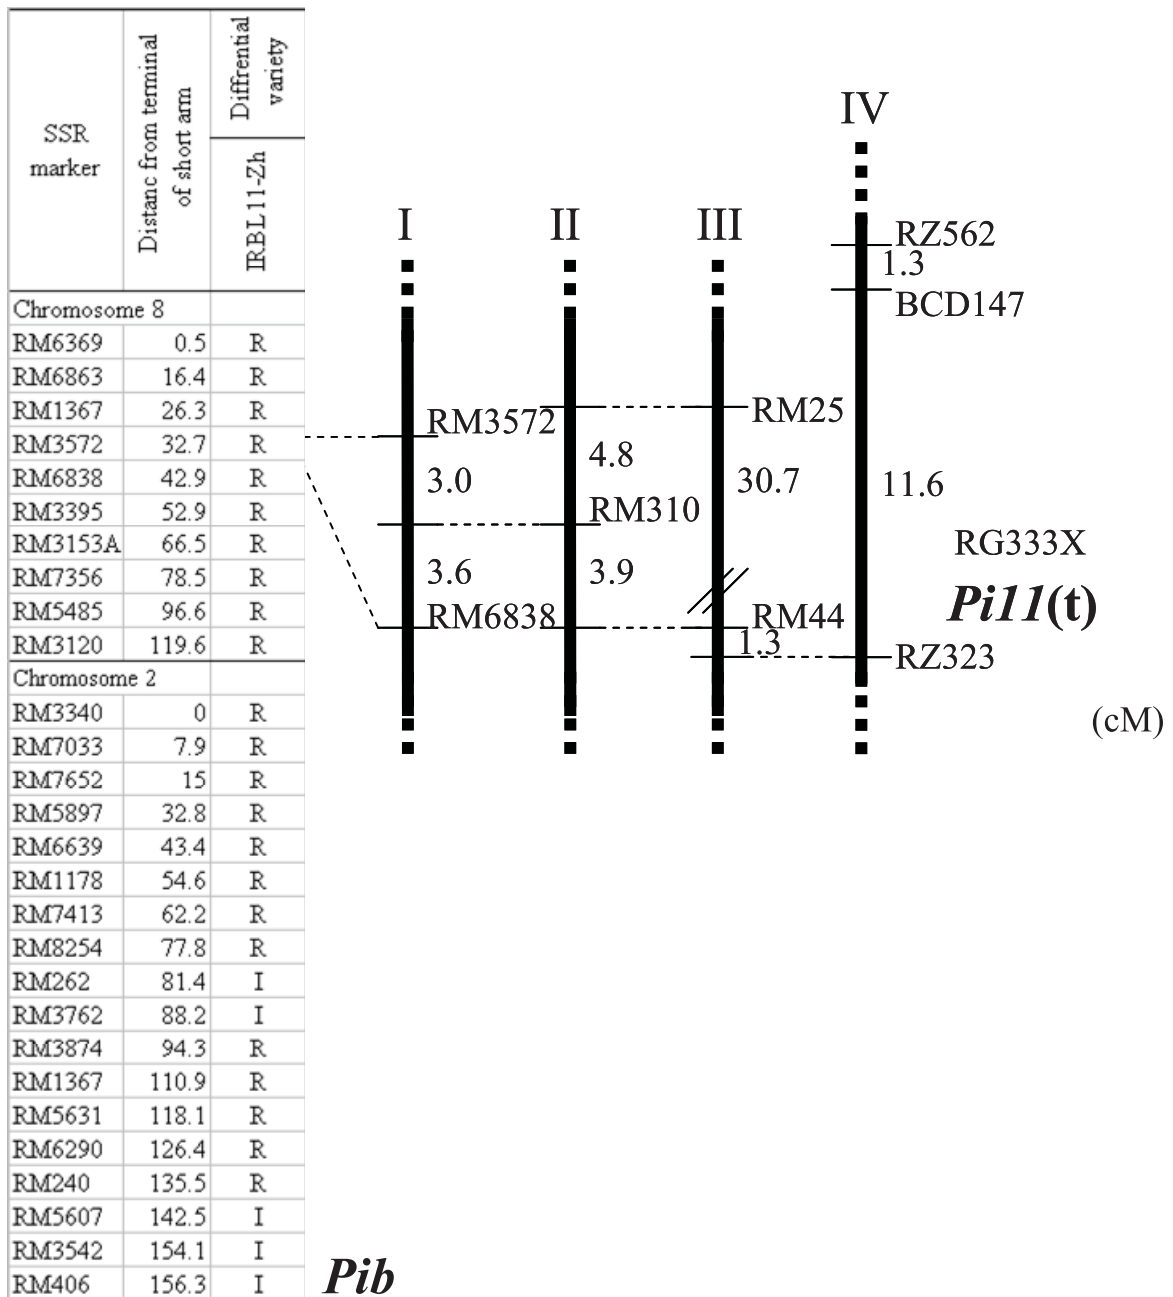 SSR marker
Distanc from terminal of short arm
Diffrential variety
IRBL11-Zh
Chromosome 8
RM6369 0.5 R
RM6863 16.4 R
RM1367 26.3 R
RM3572 32.7 R
RM6838 42.9 R
RM3395 52.9 R
RM3153A 66.5 R
RM7356 78.5 R
RM5485 96.6 R
RM3120 119.6 R
Chromosome 2
RM3340 0 R
RM7033 7.9 R
RM7652 15 R
RM5897 32.8 R
RM6639 43.4 R
RM1178 54.6 R
RM7413 62.2 R
RM8254 77.8 R
RM262 81.4 I
RM3762 88.2 I
RM3874 94.3 R
RM1367 110.9 R
RM5631 118.1 R
RM6290 126.4 R
RM240 135.5 R
RM5607 142.5 I
RM3542 154.1 I
RM406 156.3 I
Pib
I
RM3572
3.0
3.6
RM6838
II
4.8
RM310
3.9
III
RM25
30.7
RM44
1.3
IV
RZ562
1.3
BCD147
11.6
RG333X
Pi11(t)
RZ323
(cM)